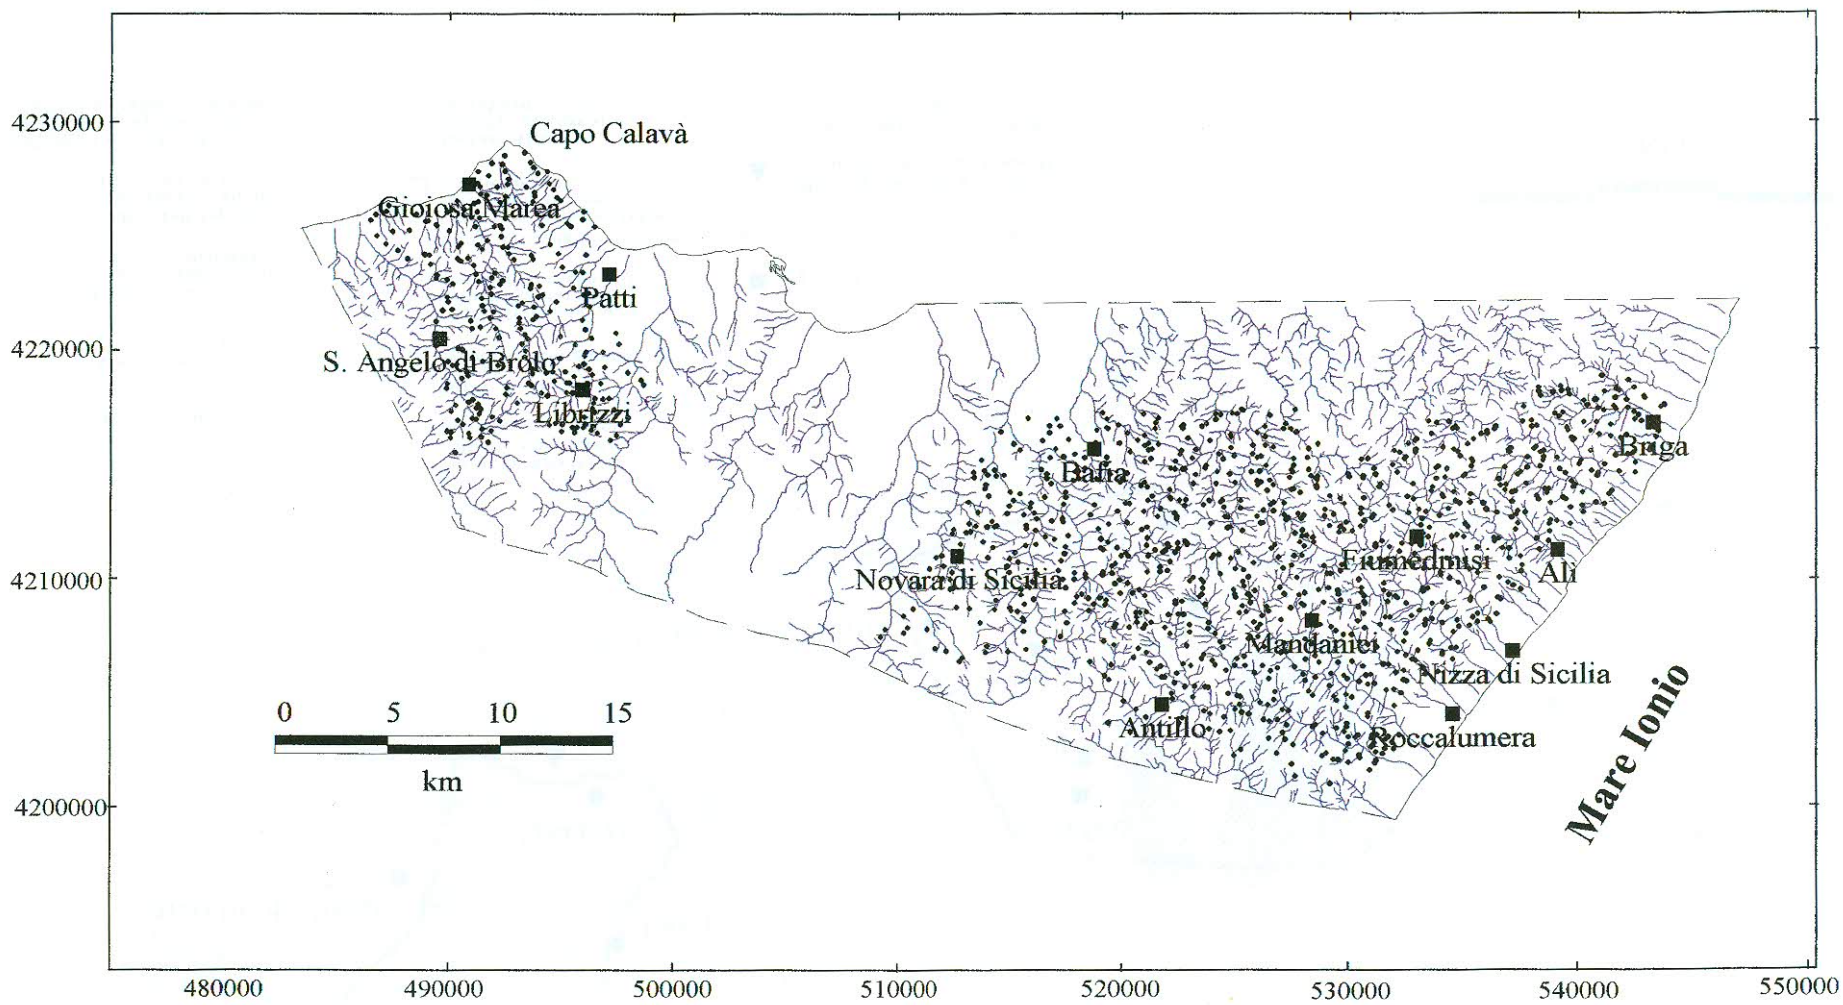 4230000
Capo Calavà
Gioiosa Marea
Patti
4220000
S. Angelo di Brolo
Librizzi
Briga
Bafia
Fiumedinisi
4210000
Novara di Sicilia
Alì
Mandanici
Nizza di Sicilia
0 5 10 15
Antillo
Roccalumera
km
Mare Ionio
4200000
480000 490000 500000 510000 520000 530000 540000 550000